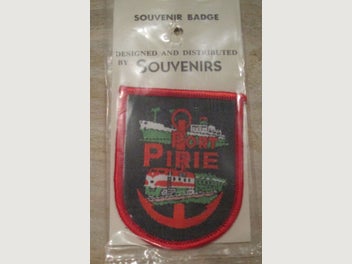 SOUVENIR BADGE
DESIGNED AND DISTRIBUTED
BY SOUVENIRS
PORT
PIRIE